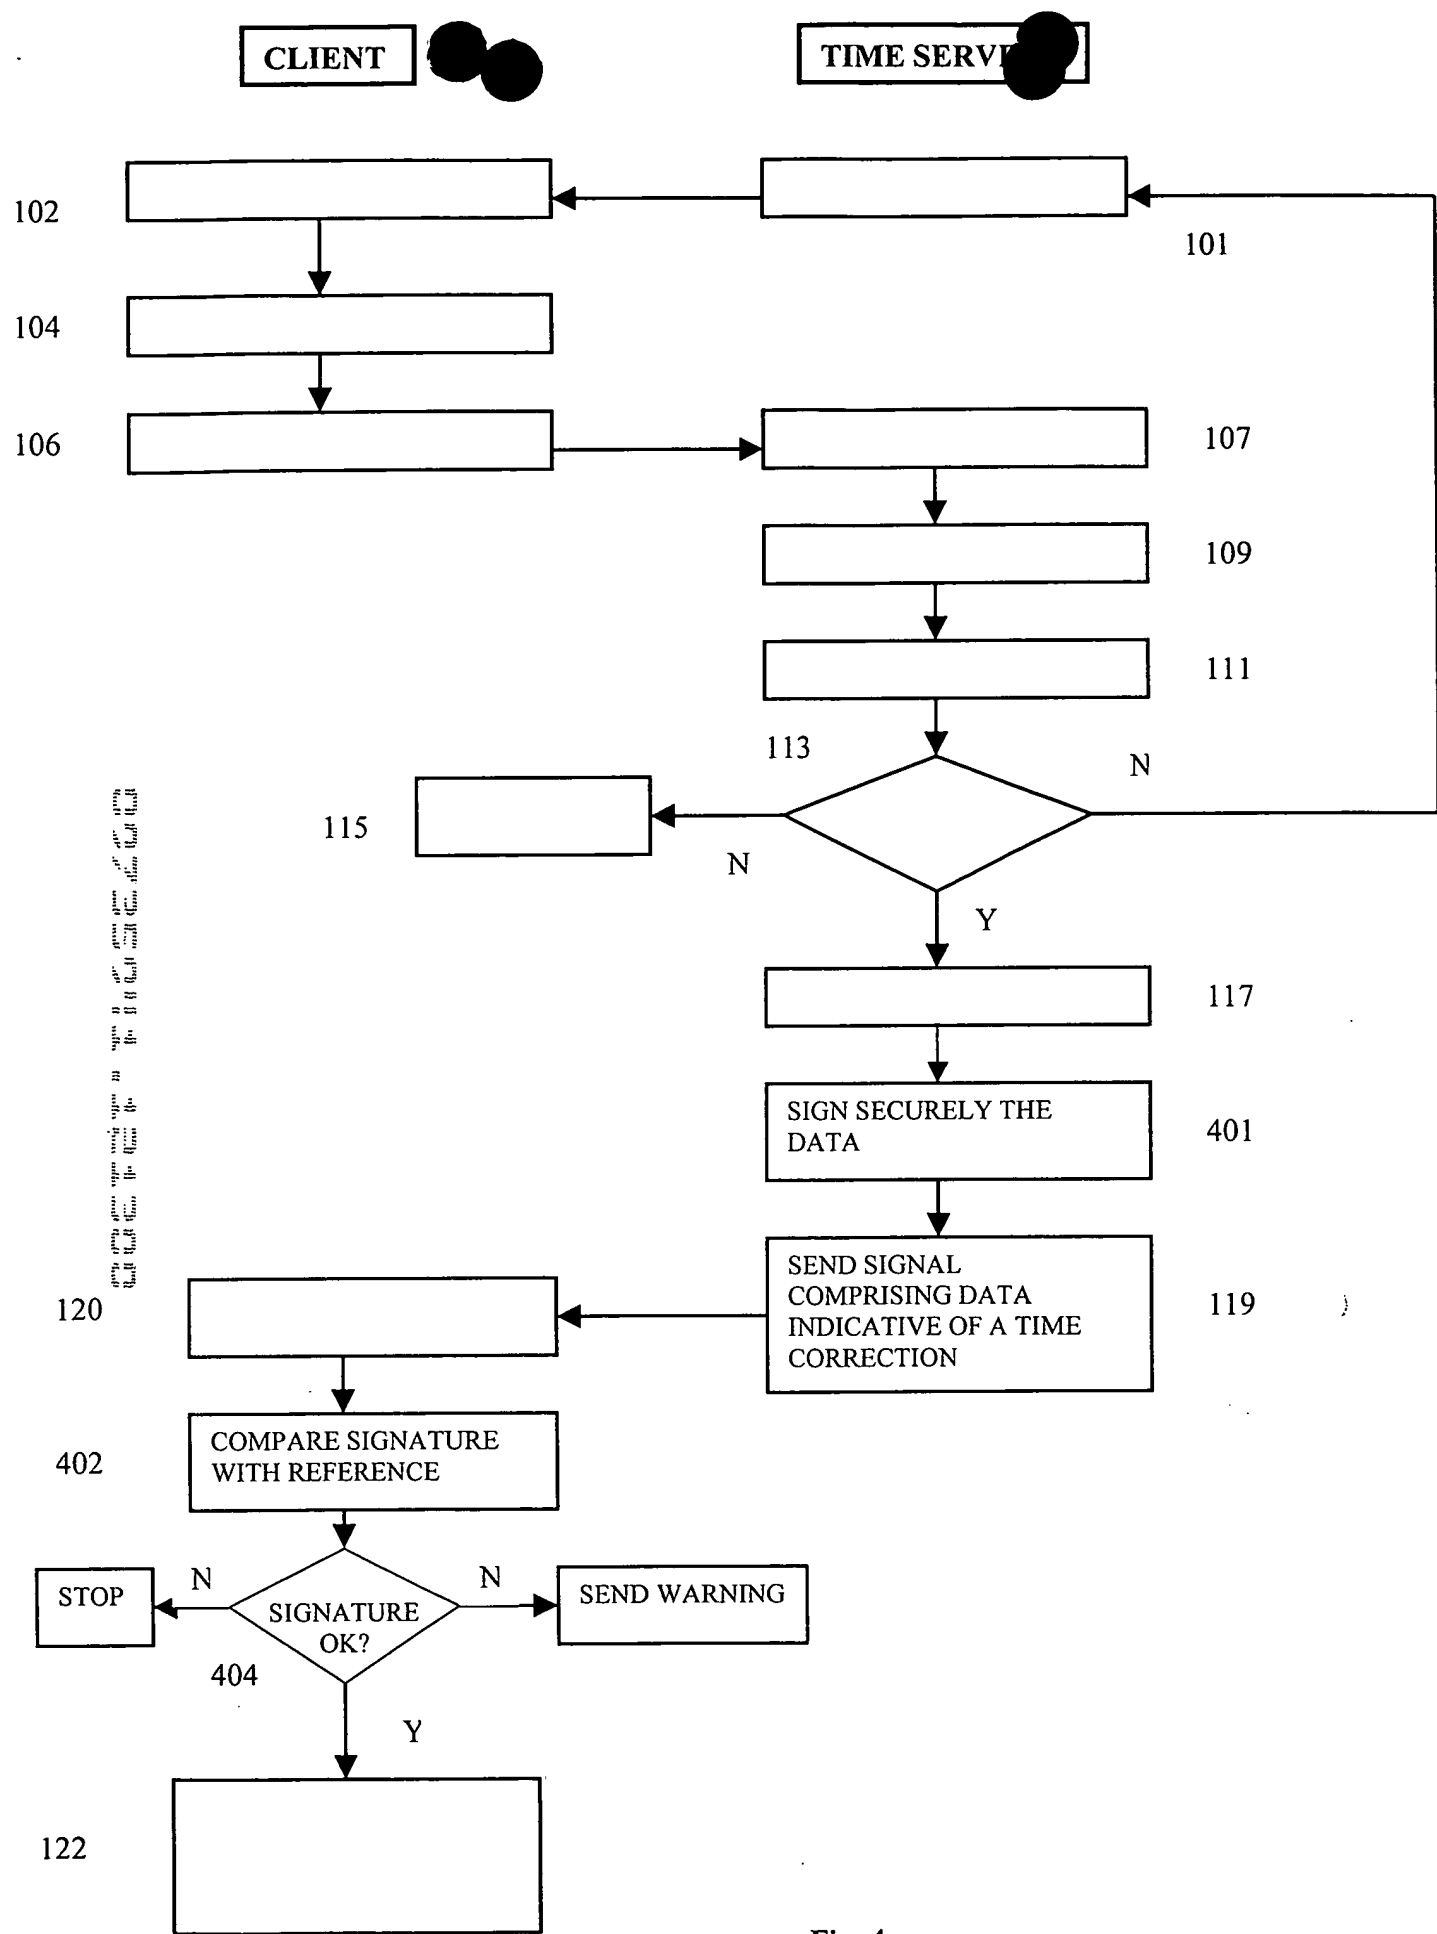 CLIENT
TIME SERV
102
101
104
106
107
109
111
113
N
115
N
Y
117
SIGN SECURELY THE
DATA
401
SEND SIGNAL
COMPRISING DATA
INDICATIVE OF A TIME
CORRECTION
119
120
COMPARE SIGNATURE
WITH REFERENCE
402
STOP
N
N
SEND WARNING
SIGNATURE
OK?
404
Y
122